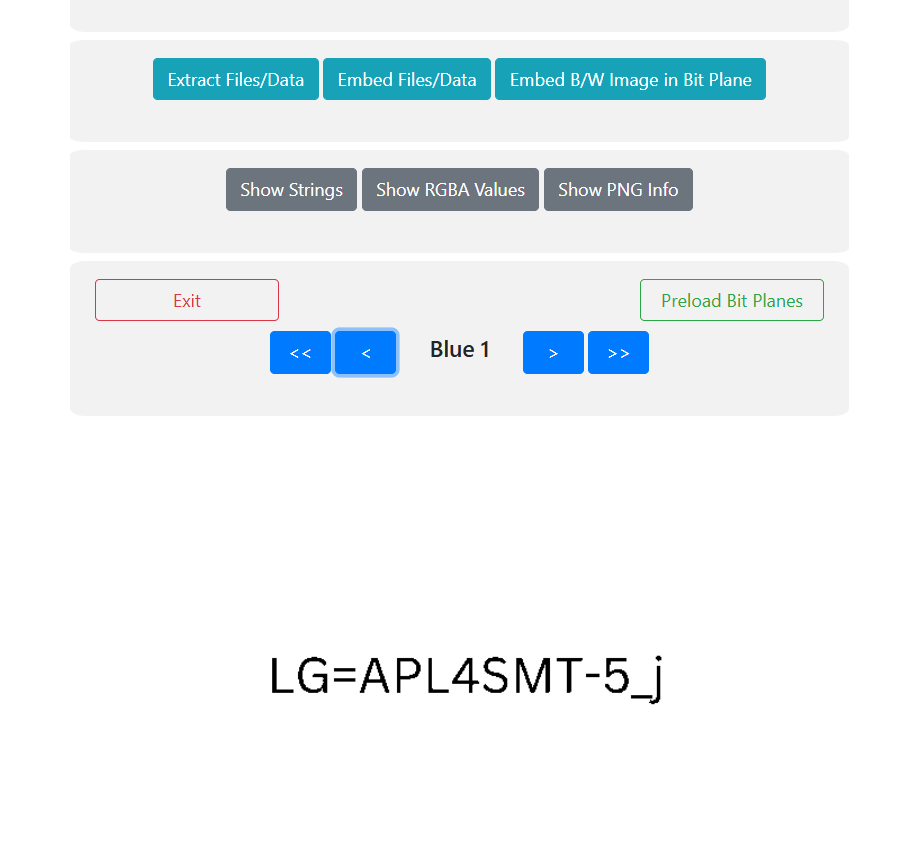 Extract Files/Data Embed Files/Data Embed B/W Image in Bit Plane
Show Strings Show RGBA Values Show PNG Info
Exit Preload Bit Planes
<< < Blue 1 > >>
LG=APL4SMT-5_j